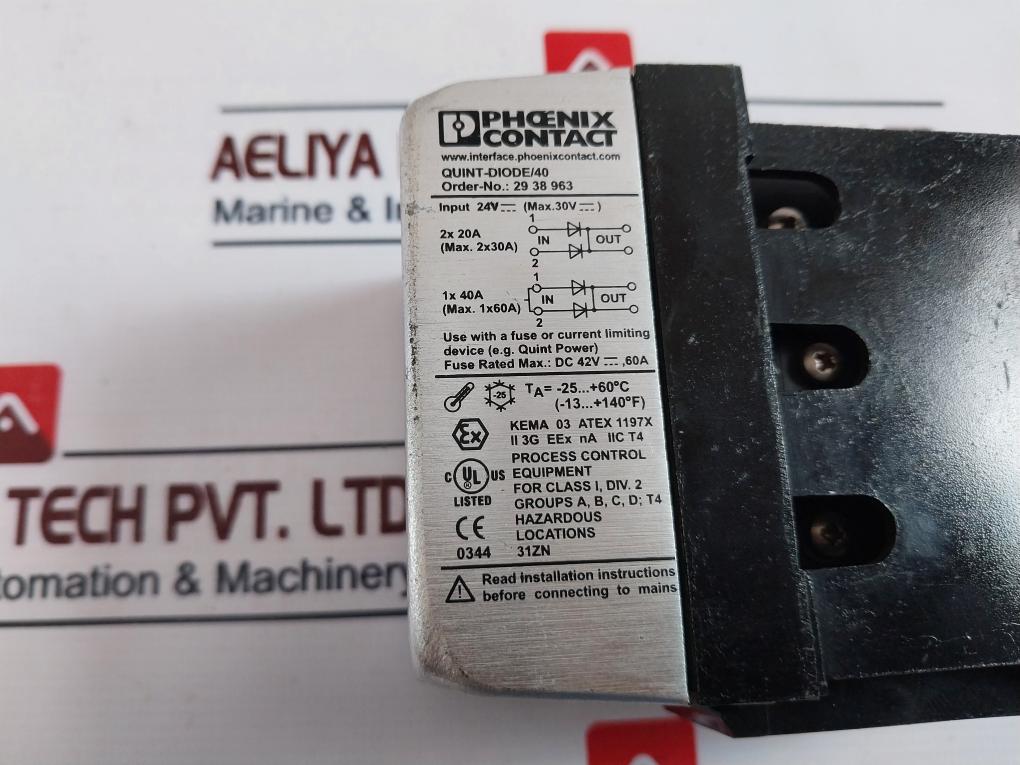 AELIYA
Marine & I
TECH PVT. LTD
tomation & Machinery
PHOENIX
CONTACT
www.interface.phoenixcontact.com
QUINT-DIODE/40
Order-No.: 29 38 963
Input 24V⎓ (Max.30V⎓)
2x 20A
(Max. 2x30A)
1
IN OUT
2
1x 40A
(Max. 1x60A)
1
IN OUT
2
Use with a fuse or current limiting
device (e.g. Quint Power)
Fuse Rated Max.: DC 42V ⎓,60A
-25
TA= -25...+60°C
(-13...+140°F)
Ex
KEMA 03 ATEX 1197X
II 3G EEx nA IIC T4
C UL US
®
LISTED
PROCESS CONTROL
EQUIPMENT
FOR CLASS I, DIV. 2
GROUPS A, B, C, D; T4
HAZARDOUS
LOCATIONS
31ZN
CE
0344
Read Installation instructions
before connecting to mains